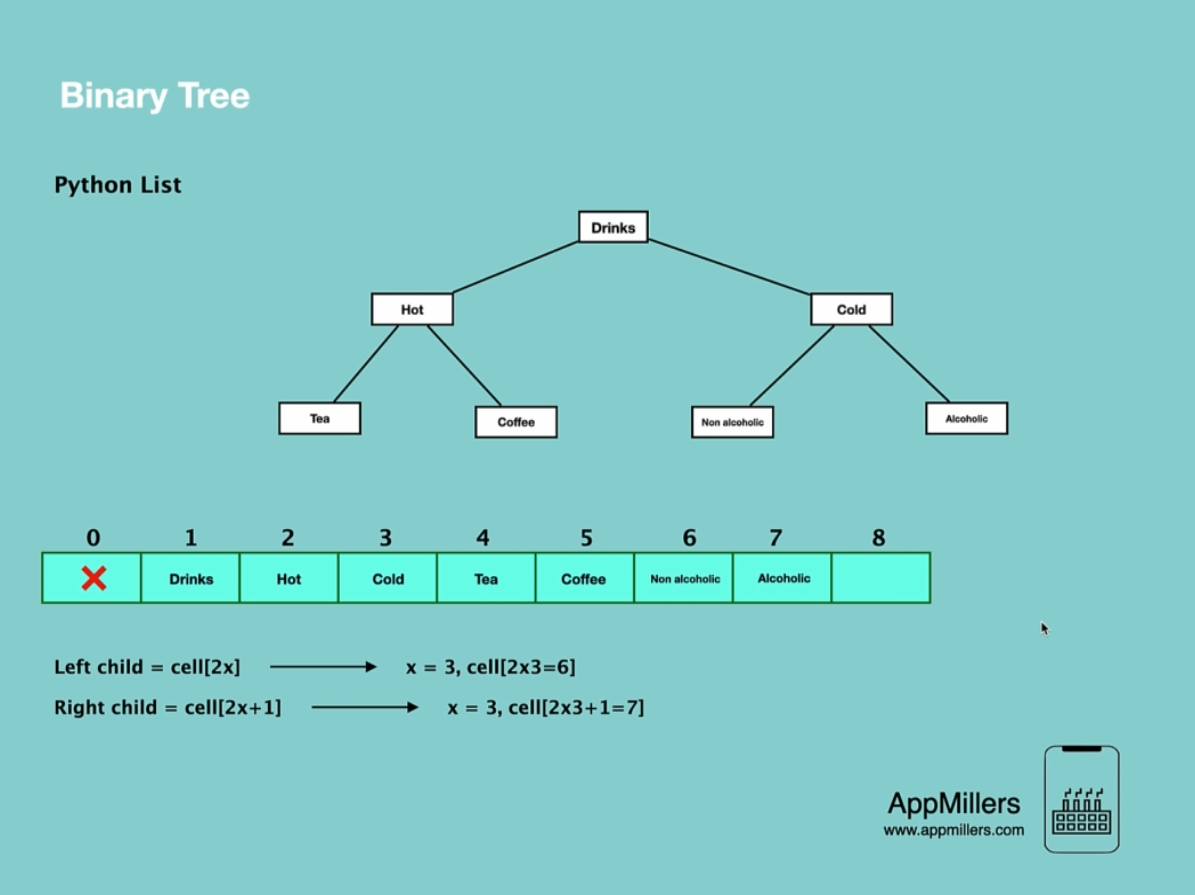 Binary Tree
Python List
Drinks
Hot Cold
Tea Coffee Non alcoholic Alcoholic
0 1 2 3 4 5 6 7 8
Drinks Hot Cold Tea Coffee Non alcoholic Alcoholic
Left child = cell[2x] x = 3, cell[2x3=6]
Right child = cell[2x+1] x = 3, cell[2x3+1=7]
AppMillers
www.appmillers.com